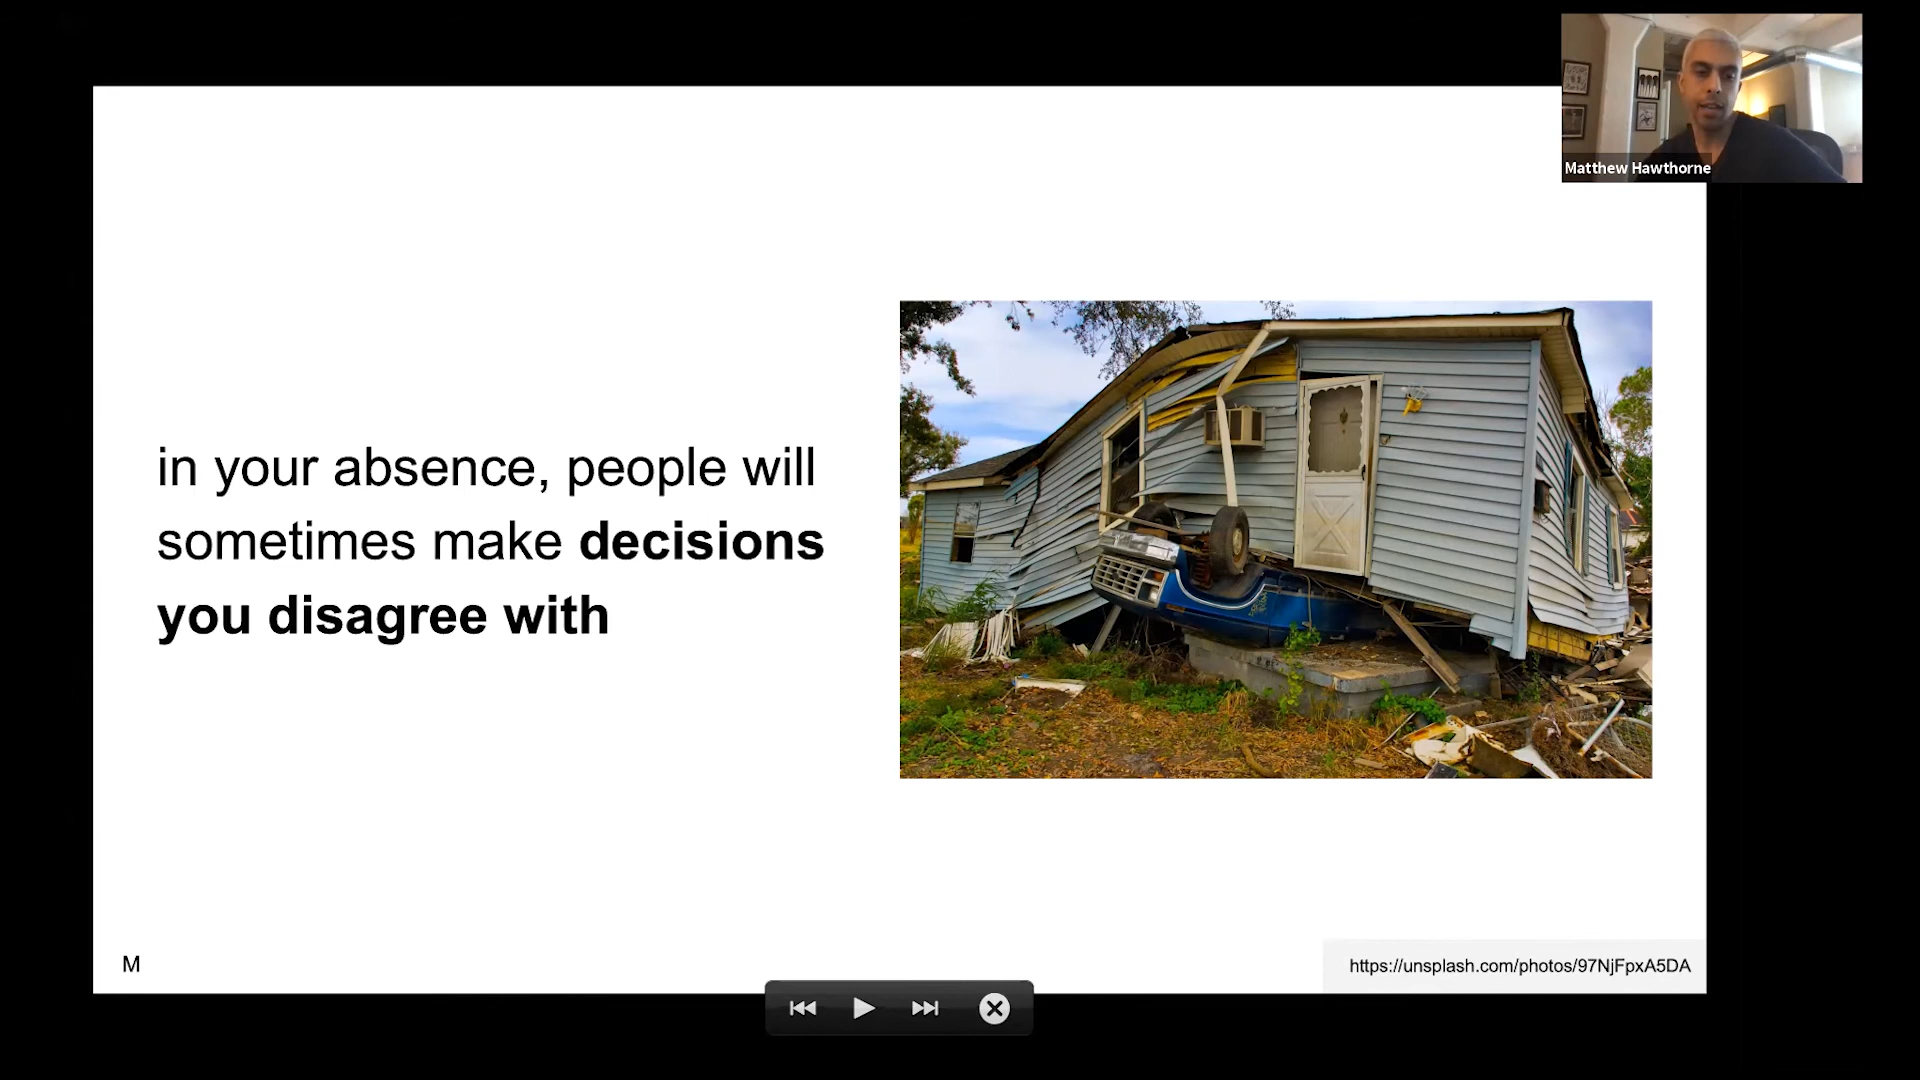 Matthew Hawthorne
in your absence, people will
sometimes make decisions
you disagree with
M
https://unsplash.com/photos/97NjFpxA5DA